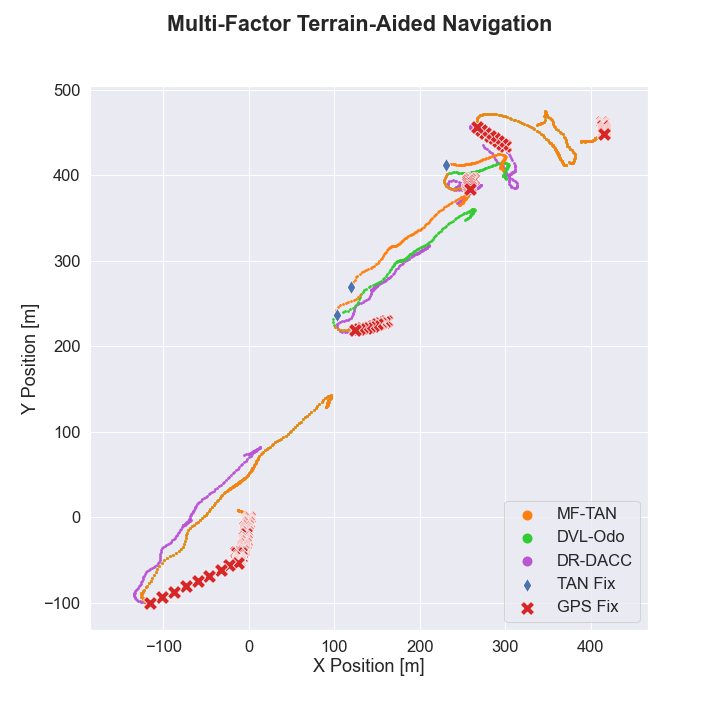 Multi-Factor Terrain-Aided Navigation
500
400
300
200
100
0
−100
Y Position [m]
−100
0
100
200
300
400
X Position [m]
MF-TAN
DVL-Odo
DR-DACC
TAN Fix
GPS Fix